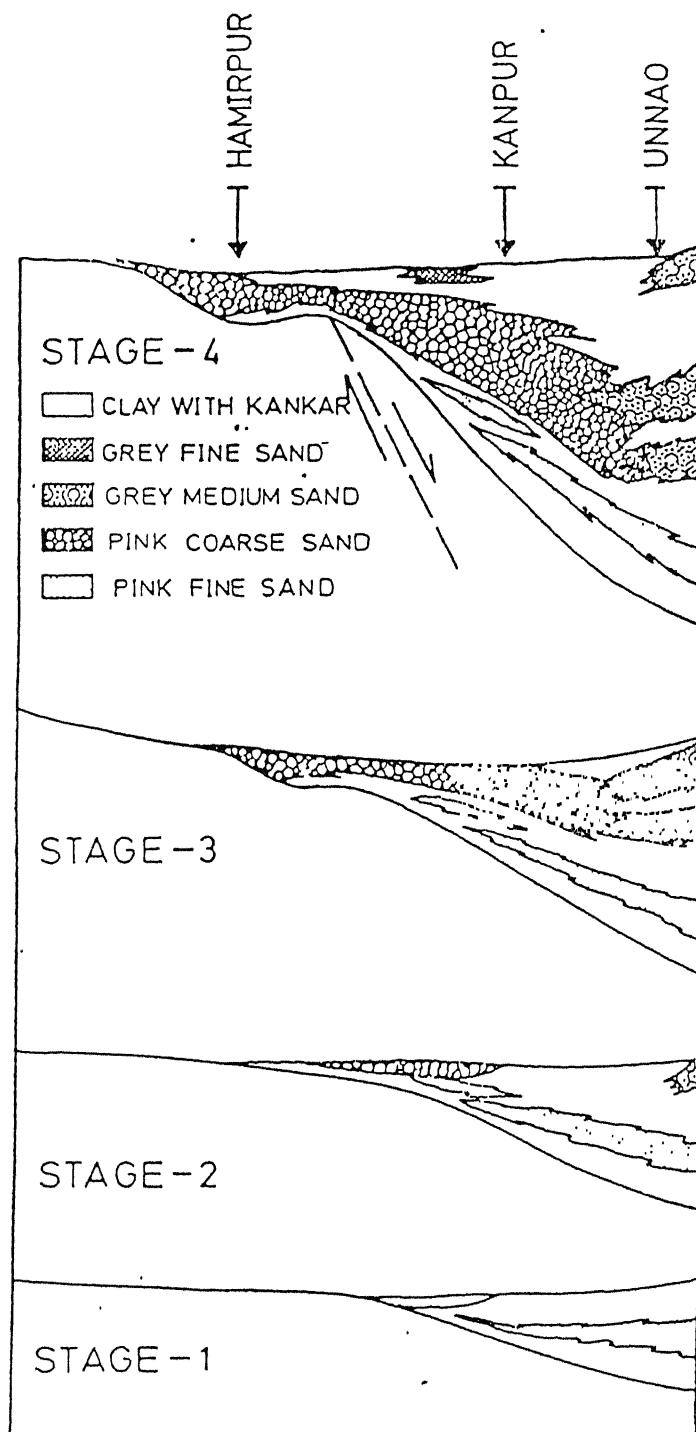 HAMIRPUR
KANPUR
UNNAO
STAGE-4
CLAY WITH KANKAR
GREY FINE SAND
GREY MEDIUM SAND
PINK COARSE SAND
PINK FINE SAND
STAGE-3
STAGE-2
STAGE-1